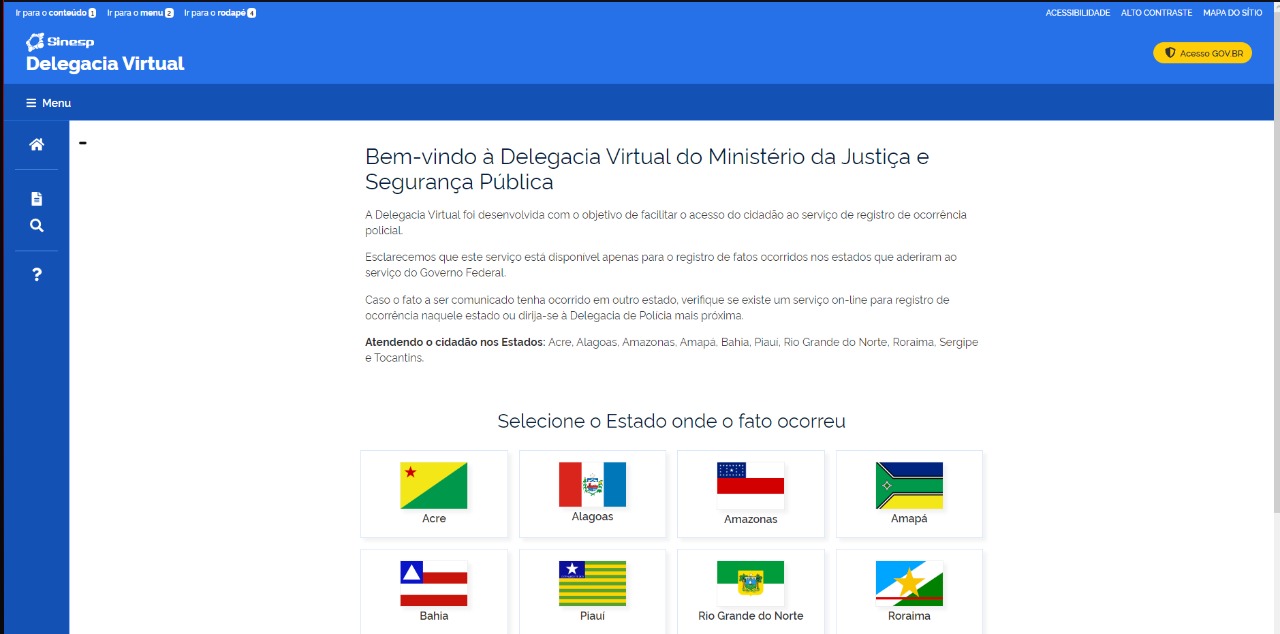 Ir para o conteúdo 1 Ir para o menu 2 Ir para o rodapé 4
ACESSIBILIDADE ALTO CONTRASTE MAPA DO SÍTIO
Sinesp
Delegacia Virtual
Acesso GOV.BR
Menu
Bem-vindo à Delegacia Virtual do Ministério da Justiça e
Segurança Pública
A Delegacia Virtual foi desenvolvida com o objetivo de facilitar o acesso do cidadão ao serviço de registro de ocorrência
policial.
Esclarecemos que este serviço está disponível apenas para o registro de fatos ocorridos nos estados que aderiram ao
serviço do Governo Federal.
Caso o fato a ser comunicado tenha ocorrido em outro estado, verifique se existe um serviço on-line para registro de
ocorrência naquele estado ou dirija-se à Delegacia de Polícia mais próxima.
Atendendo o cidadão nos Estados: Acre, Alagoas, Amazonas, Amapá, Bahia, Piauí, Rio Grande do Norte, Roraima, Sergipe
e Tocantins.
Selecione o Estado onde o fato ocorreu
Acre
Alagoas
Amazonas
Amapá
Bahia
Piauí
Rio Grande do Norte
Roraima